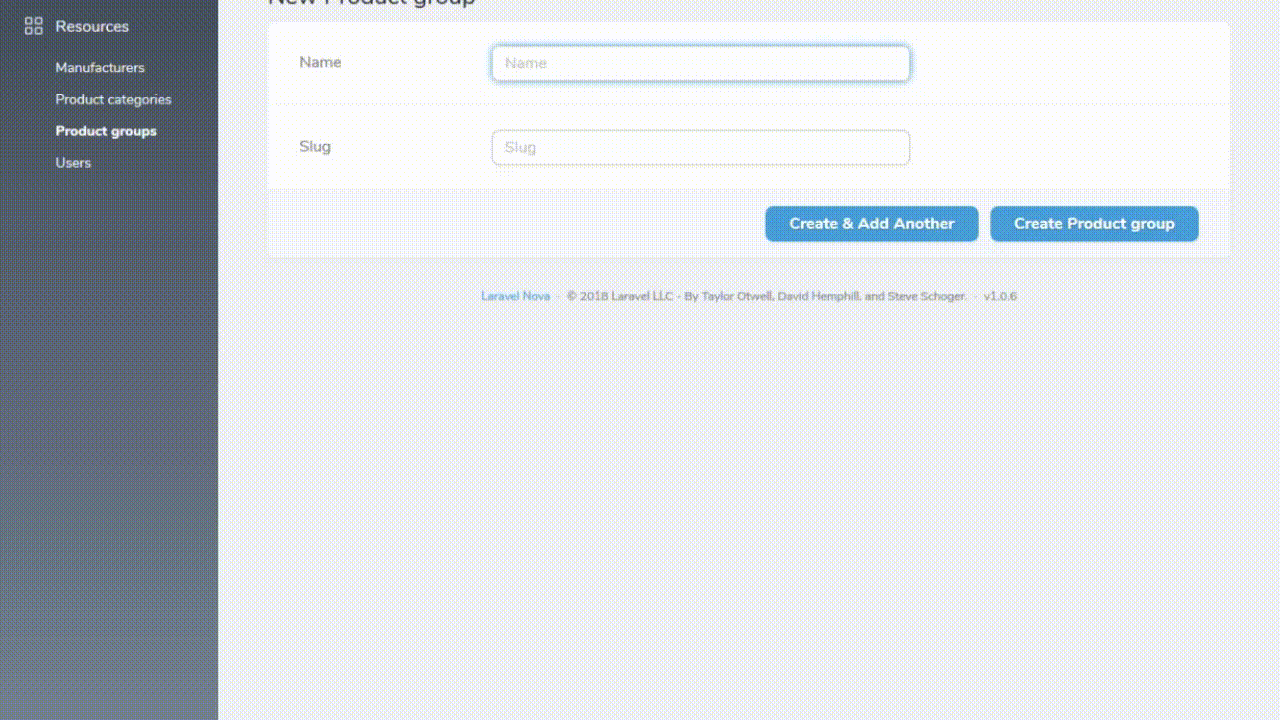 New Product group
Resources
Manufacturers
Product categories
Product groups
Users
Name
Name
Slug
Slug
Create & Add Another
Create Product group
Laravel Nova · © 2018 Laravel LLC - By Taylor Otwell, David Hemphill, and Steve Schoger. · v1.0.6